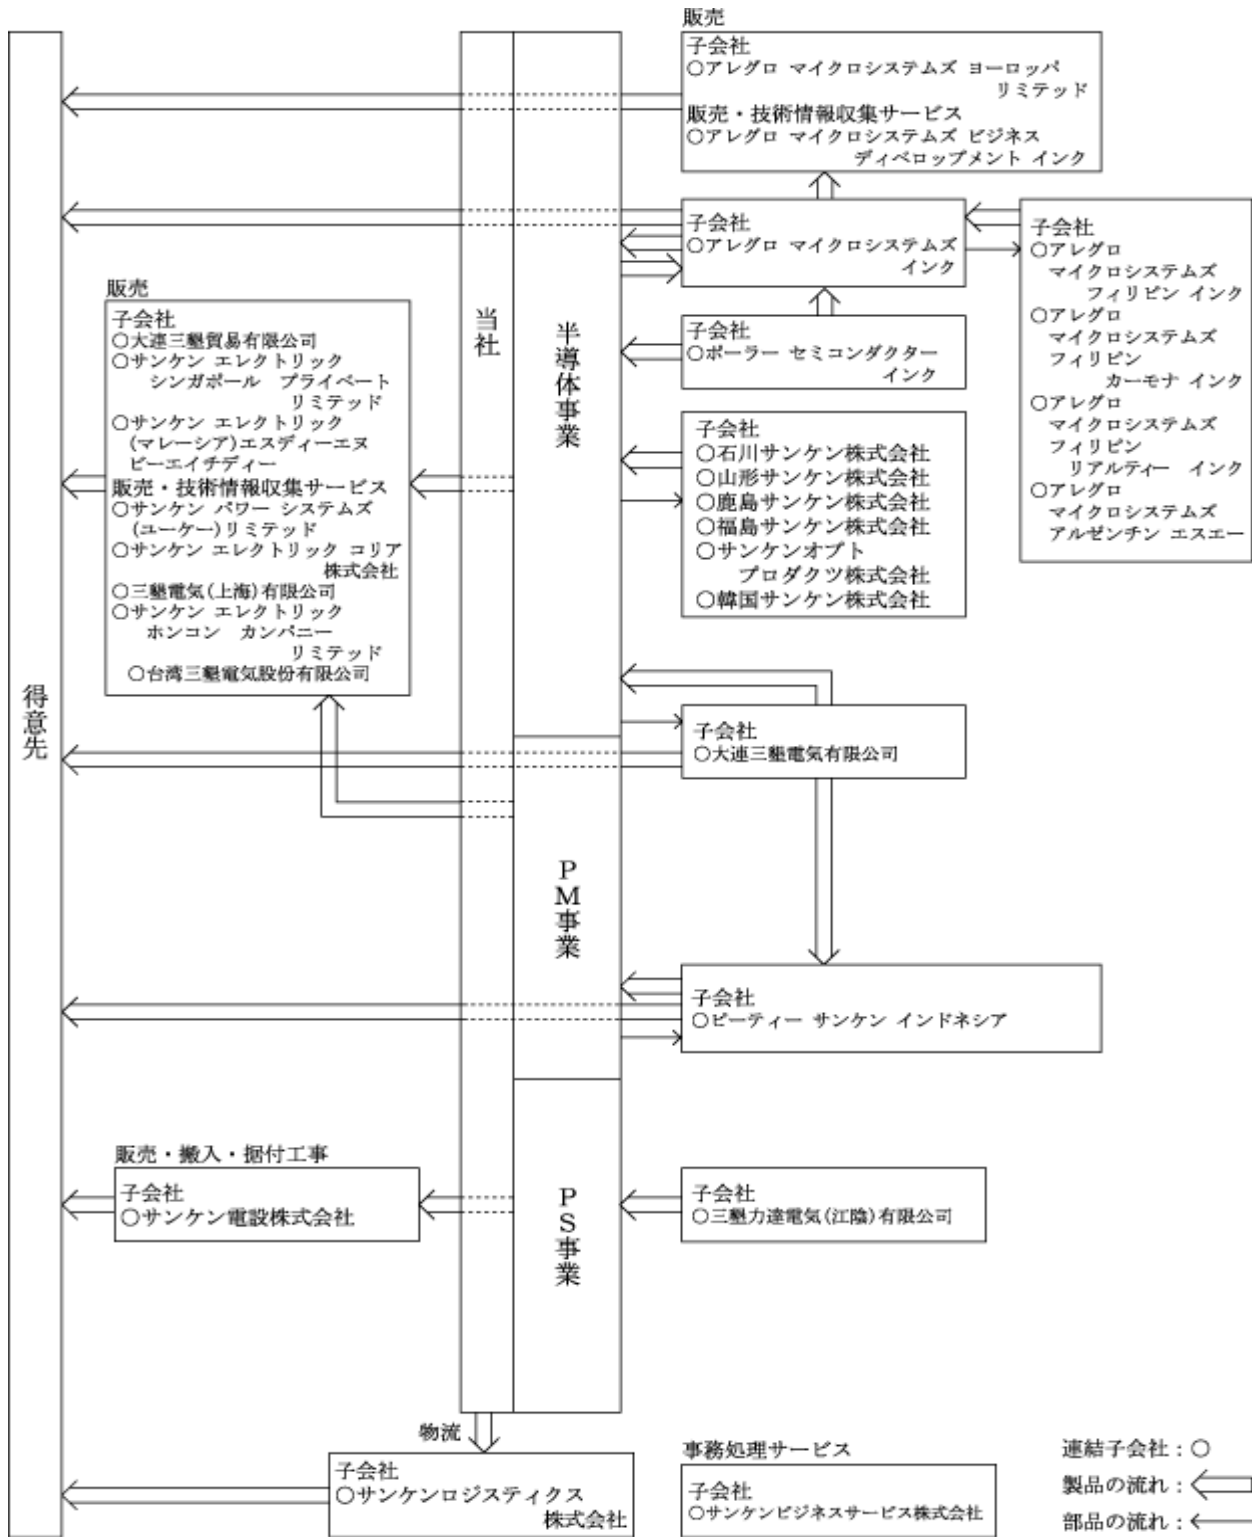 販売
子会社
○アレグロ マイクロシステムズ ヨーロッパ
リミテッド
販売・技術情報収集サービス
○アレグロ マイクロシステムズ ビジネス
ディベロップメント インク
子会社
○アレグロ マイクロシステムズ
インク
子会社
○アレグロ
マイクロシステムズ
フィリピン インク
○アレグロ
マイクロシステムズ
フィリピン
カーモナ インク
○アレグロ
マイクロシステムズ
フィリピン
リアルティー インク
○アレグロ
マイクロシステムズ
アルゼンチン エスエー
子会社
○ポーラー セミコンダクター
インク
子会社
○石川サンケン株式会社
○山形サンケン株式会社
○鹿島サンケン株式会社
○福島サンケン株式会社
○サンケンオプト
プロダクツ株式会社
○韓国サンケン株式会社
販売
子会社
○大連三墾貿易有限公司
○サンケン エレクトリック
シンガポール プライベート
リミテッド
○サンケン エレクトリック
(マレーシア)エスディーエヌ
ビーエイチディー
販売・技術情報収集サービス
○サンケン パワー システムズ
(ユーケー)リミテッド
○サンケン エレクトリック コリア
株式会社
○三墾電気(上海)有限公司
○サンケン エレクトリック
ホンコン カンパニー
リミテッド
○台湾三墾電気股份有限公司
得意先
当社
半導体事業
PM事業
PS事業
子会社
○大連三墾電気有限公司
子会社
○ピーティー サンケン インドネシア
販売・搬入・据付工事
子会社
○サンケン電設株式会社
子会社
○三墾力達電気(江陰)有限公司
物流
子会社
○サンケンロジスティクス
株式会社
事務処理サービス
子会社
○サンケンビジネスサービス株式会社
連結子会社:○
製品の流れ:
部品の流れ: